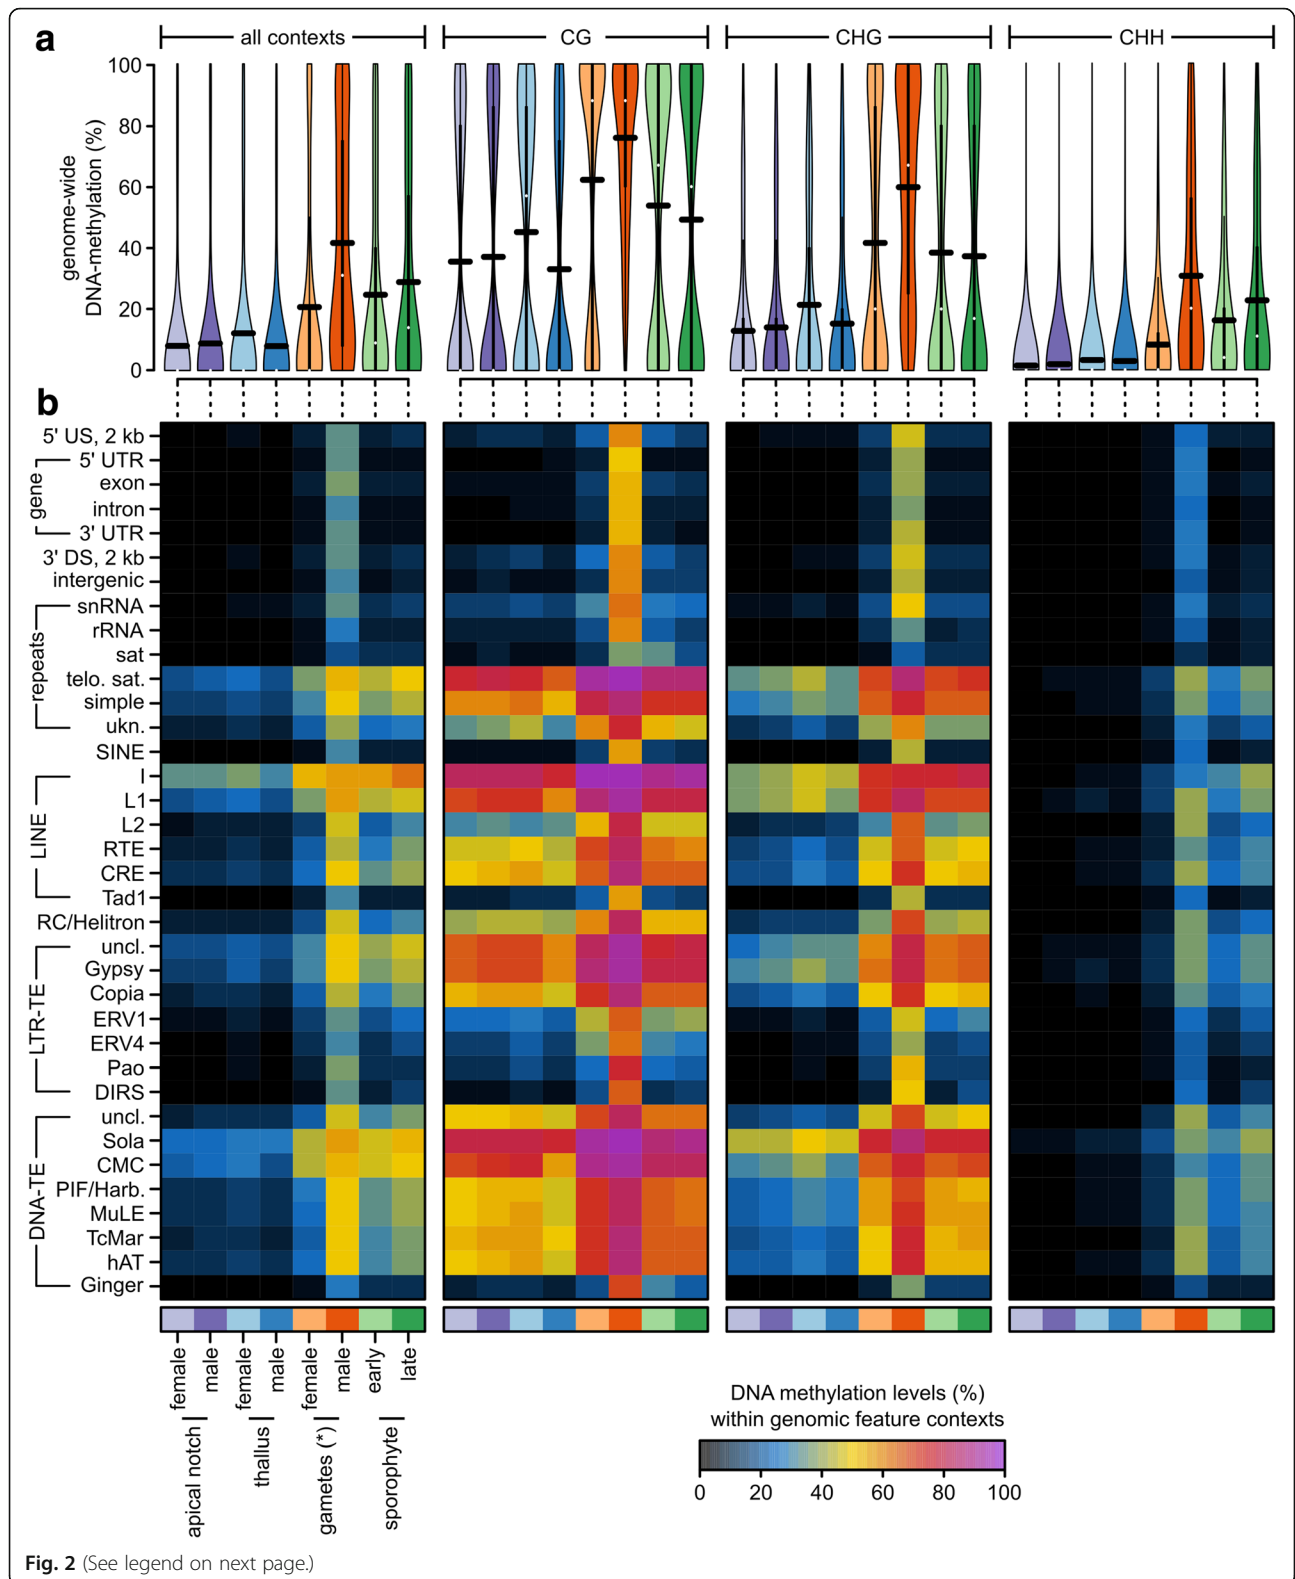 a
all contexts
CG
CHG
CHH
genome-wide
DNA-methylation (%)
100
80
60
40
20
0
b
5' US, 2 kb
gene
5' UTR
exon
intron
3' UTR
3' DS, 2 kb
intergenic
repeats
snRNA
rRNA
sat
telo. sat.
simple
ukn.
SINE
LINE
I
L1
L2
RTE
CRE
Tad1
RC/Helitron
LTR-TE
uncl.
Gypsy
Copia
ERV1
ERV4
Pao
DIRS
DNA-TE
uncl.
Sola
CMC
PIF/Harb.
MuLE
TcMar
hAT
Ginger
female
male
female
male
female
male
early
late
apical notch
thallus
gametes (*)
sporophyte
DNA methylation levels (%)
within genomic feature contexts
0 20 40 60 80 100
Fig. 2 (See legend on next page.)